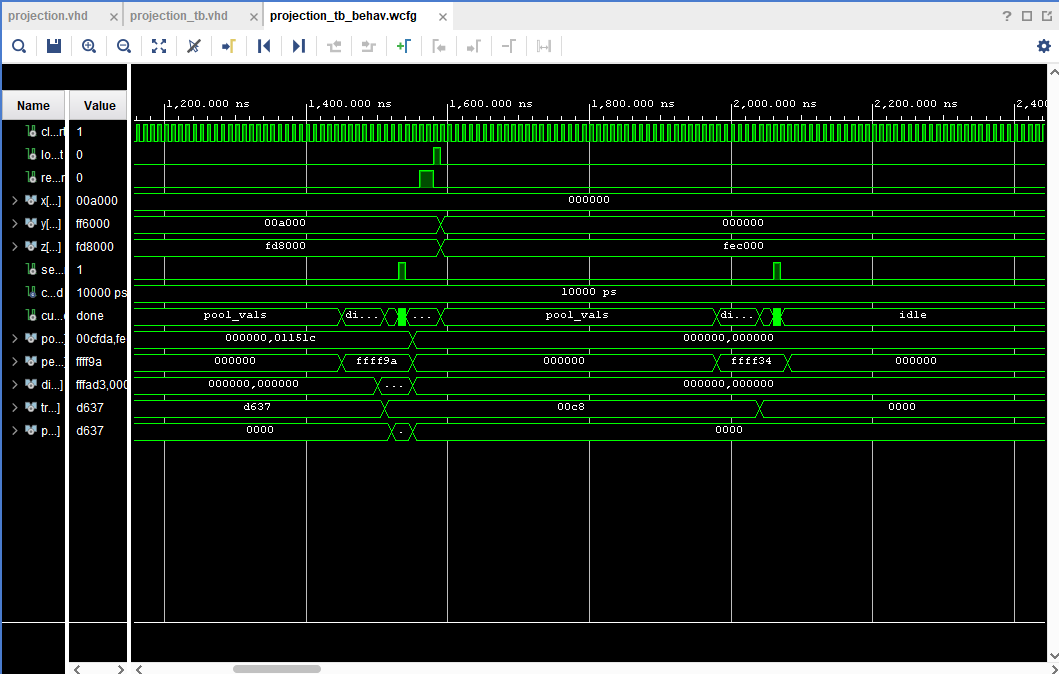 projection.vhd × projection_tb.vhd × projection_tb_behav.wcfg × ?
Name Value
1,200.000 ns 1,400.000 ns 1,600.000 ns 1,800.000 ns 2,000.000 ns 2,200.000 ns 2,400
cl...rt 1
lo...t 0
re...r 0
x[...] 00a000 000000
y[...] ff6000 00a000 000000
z[...] fd8000 fd8000 fec000
se... 1
c...d 10000 ps 10000 ps
cu... done pool_vals di... ... pool_vals di... idle
po... 00cfda,fe 000000,01151c 000000,000000
pe... ffff9a 000000 ffff9a 000000 ffff34 000000
di...] fffad3,000 000000,000000 ... 000000,000000
tr...] d637 d637 00c8 0000
p...] d637 0000 . 0000